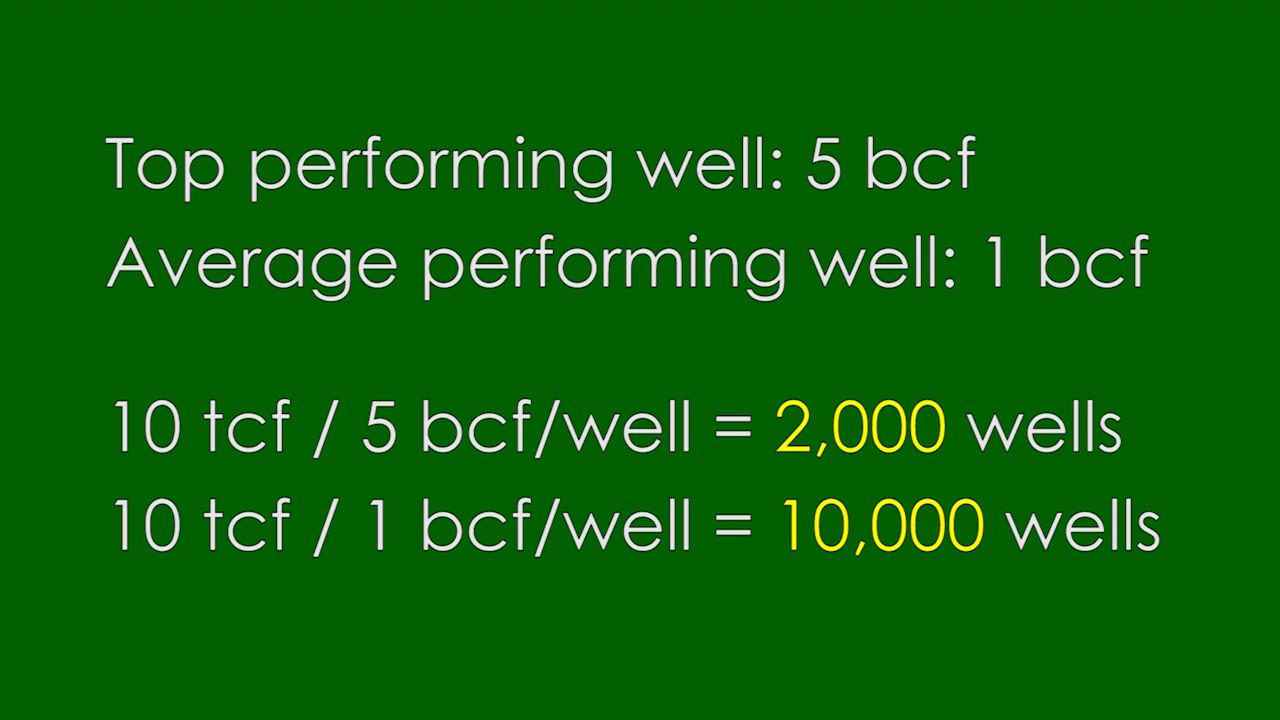 Top performing well: 5 bcf
Average performing well: 1 bcf
10 tcf / 5 bcf/well = 2,000 wells
10 tcf / 1 bcf/well = 10,000 wells